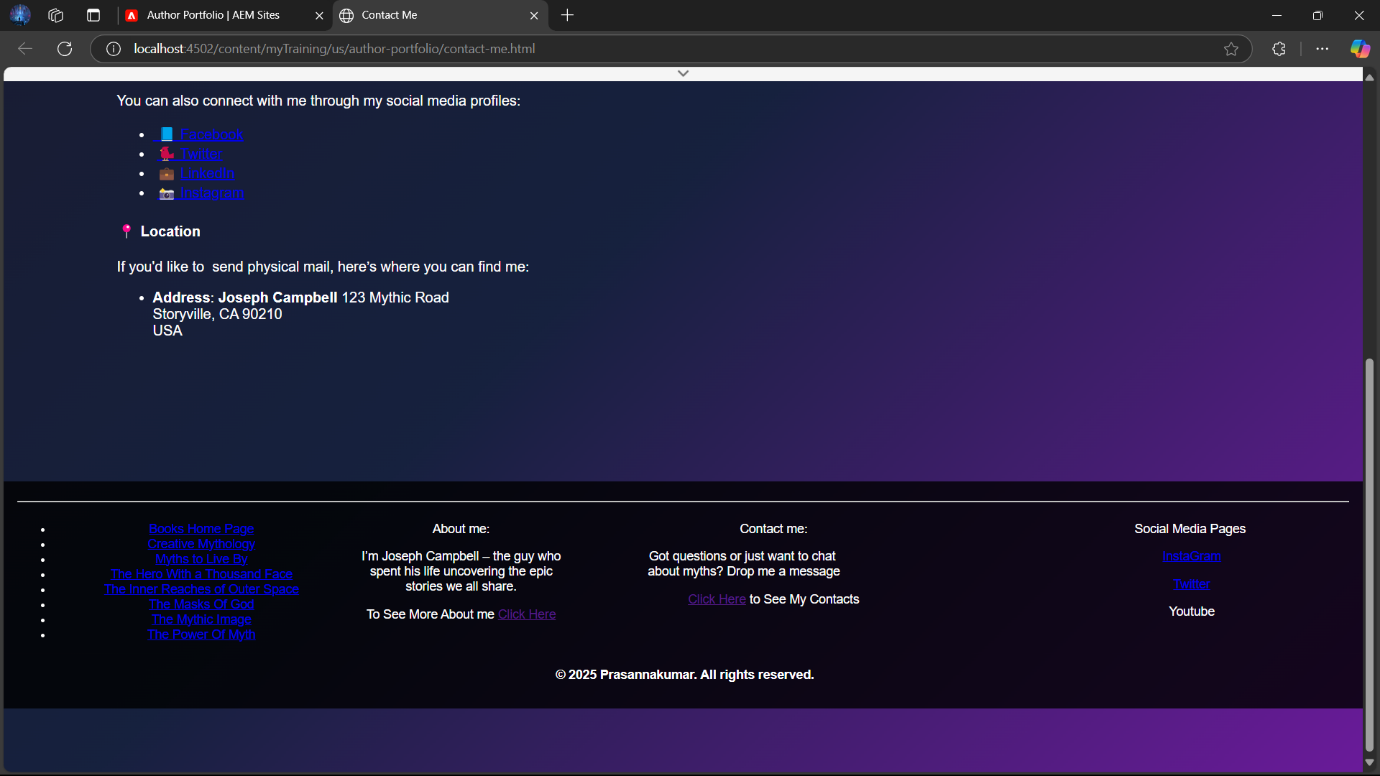 Author Portfolio | AEM Sites
Contact Me
localhost:4502/content/myTraining/us/author-portfolio/contact-me.html
You can also connect with me through my social media profiles:
Facebook
Twitter
LinkedIn
Instagram
Location
If you'd like to send physical mail, here's where you can find me:
Address: Joseph Campbell 123 Mythic Road
Storyville, CA 90210
USA
Books Home Page
Creative Mythology
Myths to Live By
The Hero With a Thousand Face
The Inner Reaches of Outer Space
The Masks Of God
The Mythic Image
The Power Of Myth
About me:
I'm Joseph Campbell – the guy who
spent his life uncovering the epic
stories we all share.
To See More About me Click Here
Contact me:
Got questions or just want to chat
about myths? Drop me a message
Click Here to See My Contacts
Social Media Pages
InstaGram
Twitter
Youtube
© 2025 Prasannakumar. All rights reserved.